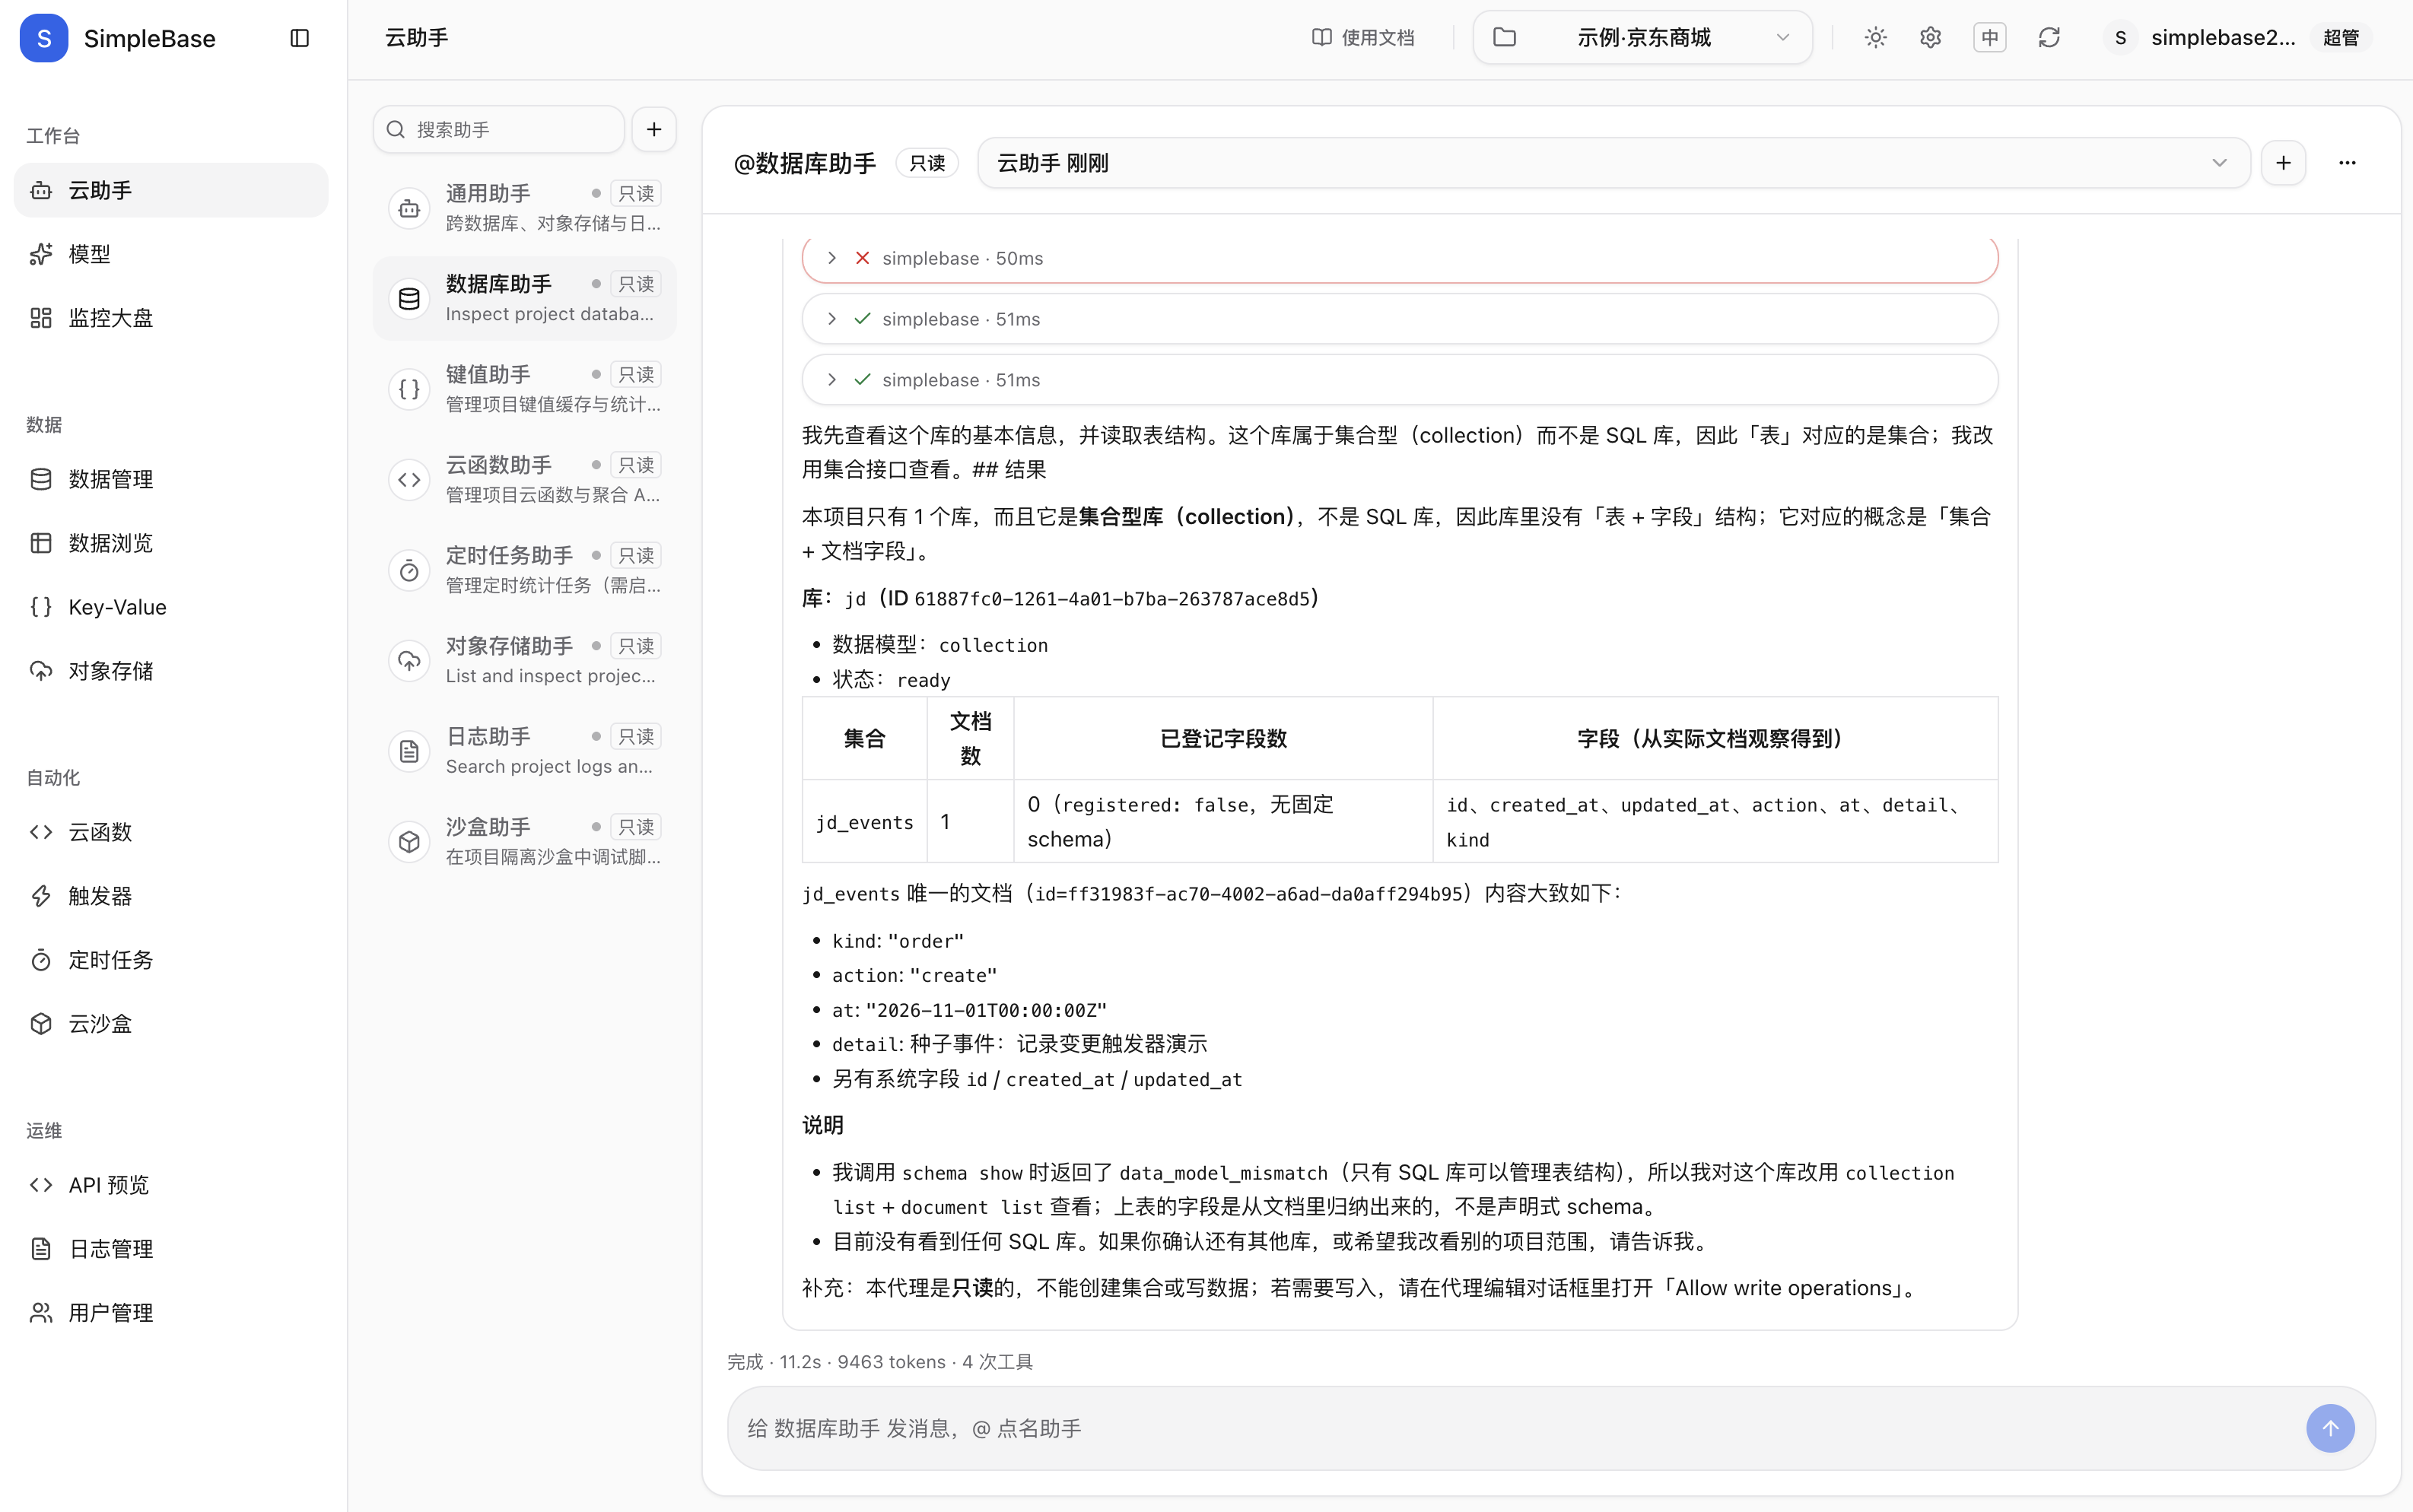 S SimpleBase
工作台
云助手
模型
监控大盘
数据
数据管理
数据浏览
Key-Value
对象存储
自动化
云函数
触发器
定时任务
云沙盒
运维
API 预览
日志管理
用户管理
云助手
使用文档
示例·京东商城
中
S simplebase2...
超管
搜索助手
通用助手 只读
跨数据库、对象存储与日...
数据库助手 只读
Inspect project databa...
键值助手 只读
管理项目键值缓存与统计...
云函数助手 只读
管理项目云函数与聚合 A...
定时任务助手 只读
管理定时统计任务（需启...
对象存储助手 只读
List and inspect projec...
日志助手 只读
Search project logs an...
沙盒助手 只读
在项目隔离沙盒中调试脚...
@数据库助手 只读 云助手 刚刚
simplebase · 50ms
simplebase · 51ms
simplebase · 51ms
我先查看这个库的基本信息，并读取表结构。这个库属于集合型（collection）而不是 SQL 库，因此「表」对应的是集合；我改
用集合接口查看。## 结果
本项目只有 1 个库，而且它是集合型库（collection），不是 SQL 库，因此库里没有「表 + 字段」结构；它对应的概念是「集合
+ 文档字段」。
库：jd（ID 61887fc0-1261-4a01-b7ba-263787ace8d5）
• 数据模型：collection
• 状态：ready
集合 文档数 已登记字段数 字段（从实际文档观察得到）
jd_events 1 0（registered: false，无固定 schema） id、created_at、updated_at、action、at、detail、kind
jd_events 唯一的文档（id=ff31983f-ac70-4002-a6ad-da0aff294b95）内容大致如下：
• kind: "order"
• action: "create"
• at: "2026-11-01T00:00:00Z"
• detail: 种子事件：记录变更触发器演示
• 另有系统字段 id / created_at / updated_at
说明
• 我调用 schema show 时返回了 data_model_mismatch（只有 SQL 库可以管理表结构），所以我对这个库改用 collection
list + document list 查看；上表的字段是从文档里归纳出来的，不是声明式 schema。
• 目前没有看到任何 SQL 库。如果你确认还有其他库，或希望我改看别的项目范围，请告诉我。
补充：本代理是只读的，不能创建集合或写数据；若需要写入，请在代理编辑对话框里打开「Allow write operations」。
完成 · 11.2s · 9463 tokens · 4 次工具
给 数据库助手 发消息，@ 点名助手